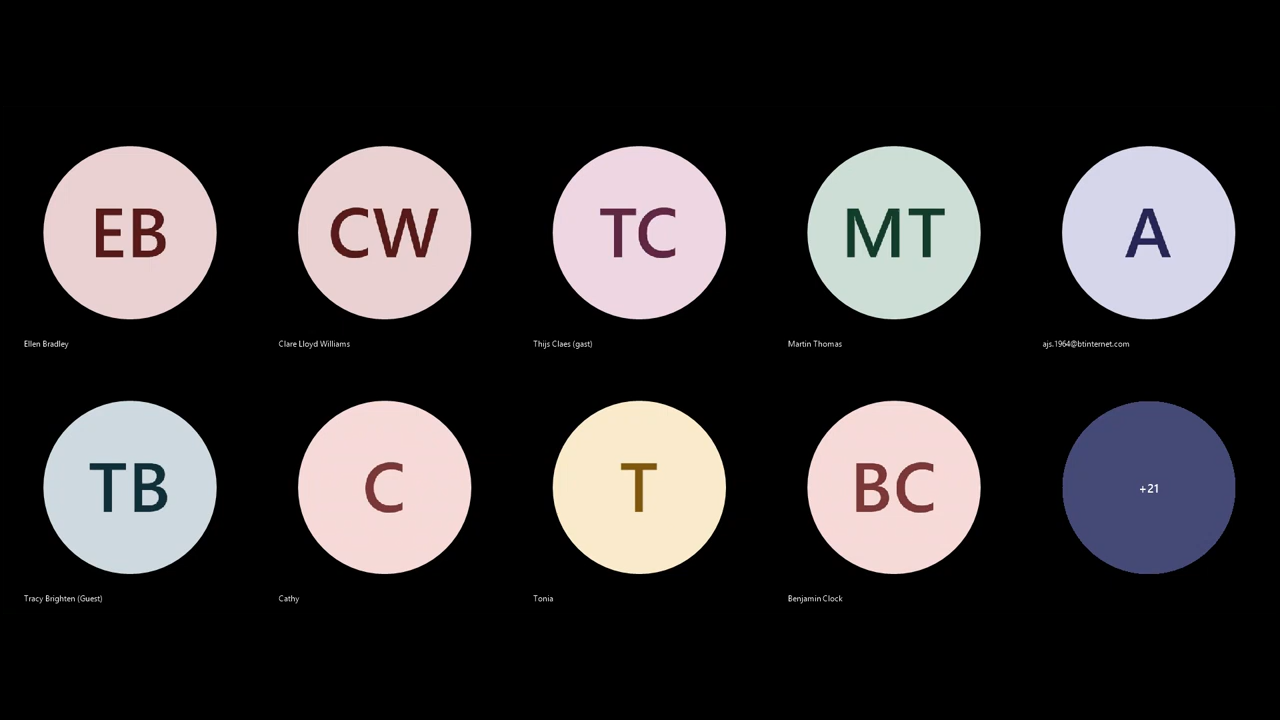 EB
CW
TC
MT
A
Ellen Bradley
Clare Lloyd Williams
Thijs Claes (gast)
Martin Thomas
ajs.1964@btinternet.com
TB
C
T
BC
+21
Tracy Brighten (Guest)
Cathy
Tonia
Benjamin Clock